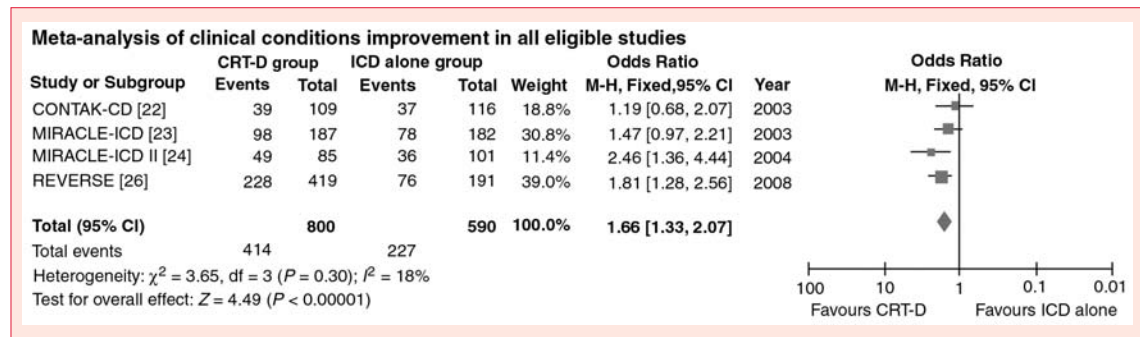 Meta-analysis of clinical conditions improvement in all eligible studies
CRT-D group ICD alone group Odds Ratio Odds Ratio
Study or Subgroup Events Total Events Total Weight M-H, Fixed,95% CI Year M-H, Fixed, 95% CI
CONTAK-CD [22] 39 109 37 116 18.8% 1.19 [0.68, 2.07] 2003
MIRACLE-ICD [23] 98 187 78 182 30.8% 1.47 [0.97, 2.21] 2003
MIRACLE-ICD II [24] 49 85 36 101 11.4% 2.46 [1.36, 4.44] 2004
REVERSE [26] 228 419 76 191 39.0% 1.81 [1.28, 2.56] 2008
Total (95% CI) 800 590 100.0% 1.66 [1.33, 2.07]
Total events 414 227
Heterogeneity: χ² = 3.65, df = 3 (P = 0.30); I² = 18%
Test for overall effect: Z = 4.49 (P < 0.00001)
100 10 1 0.1 0.01
Favours CRT-D Favours ICD alone